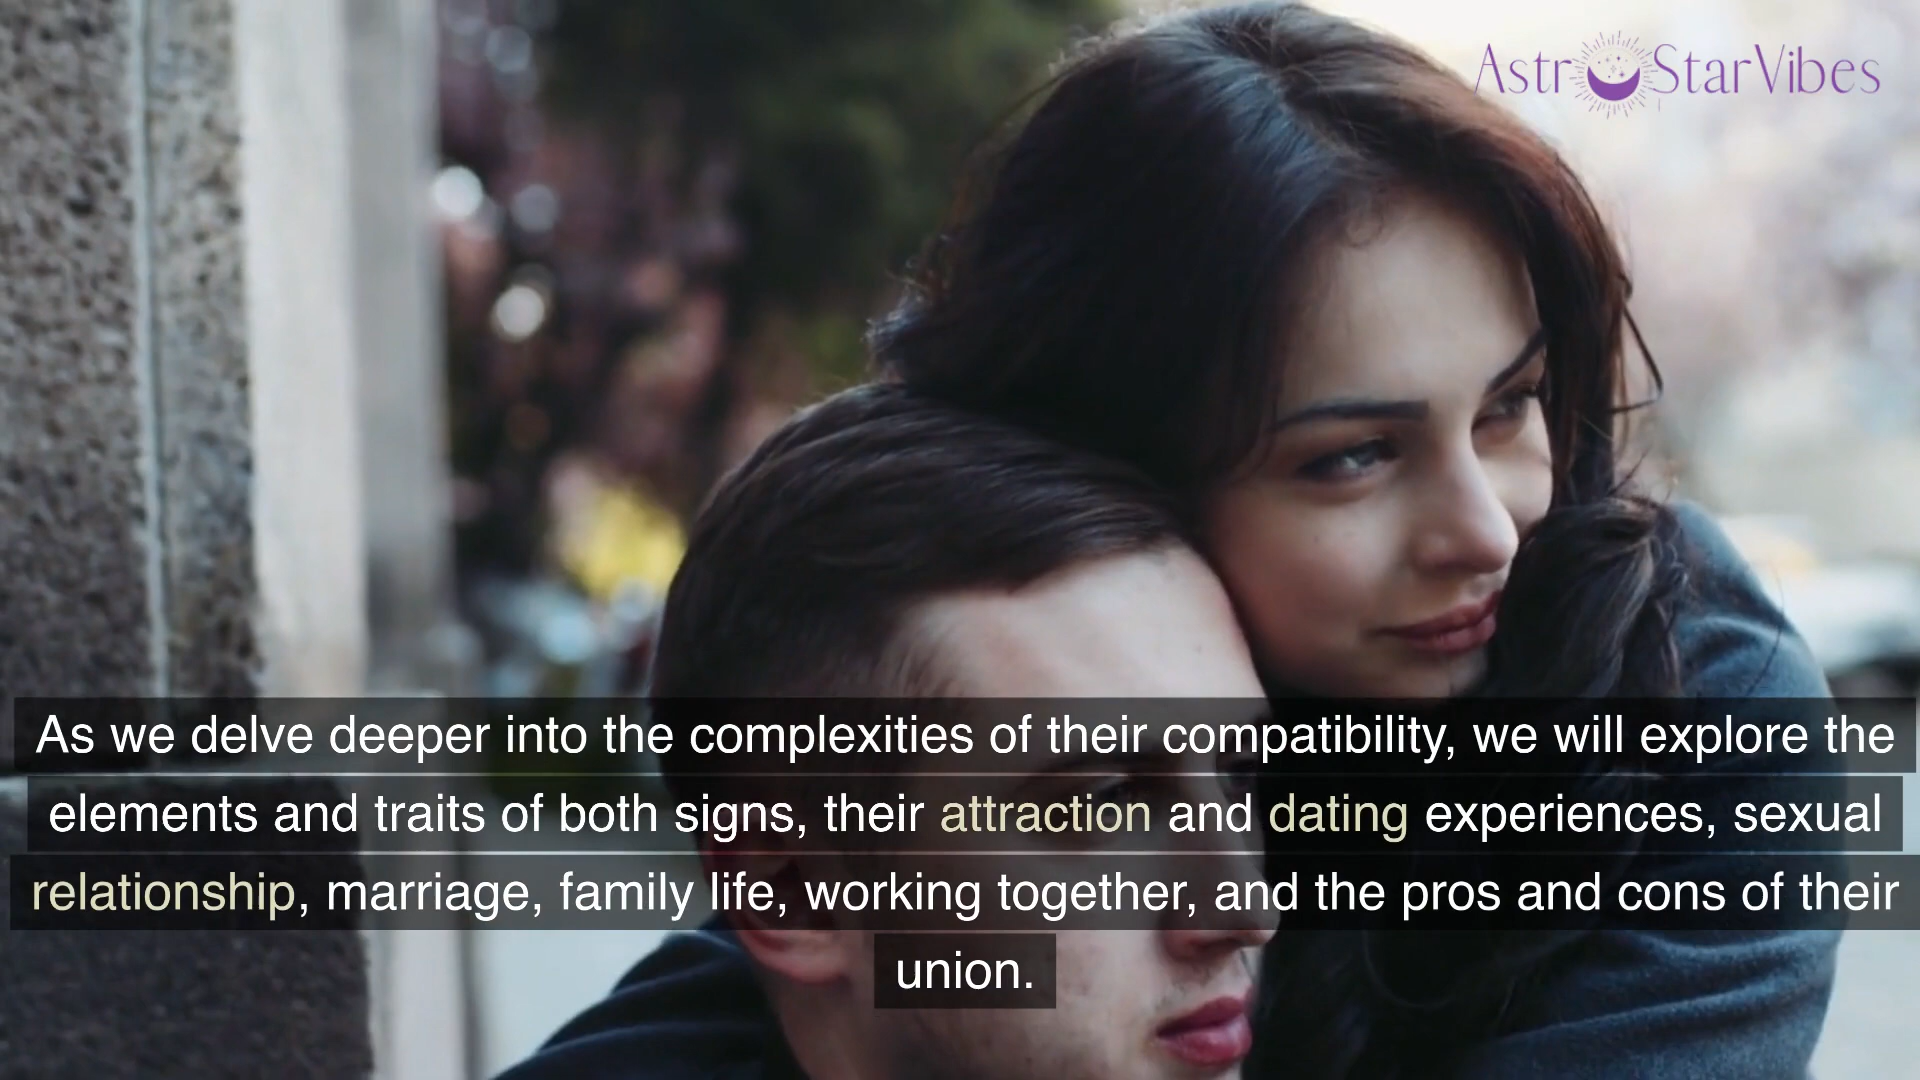 AstroStarVibes
As we delve deeper into the complexities of their compatibility, we will explore the
elements and traits of both signs, their attraction and dating experiences, sexual
relationship, marriage, family life, working together, and the pros and cons of their
union.